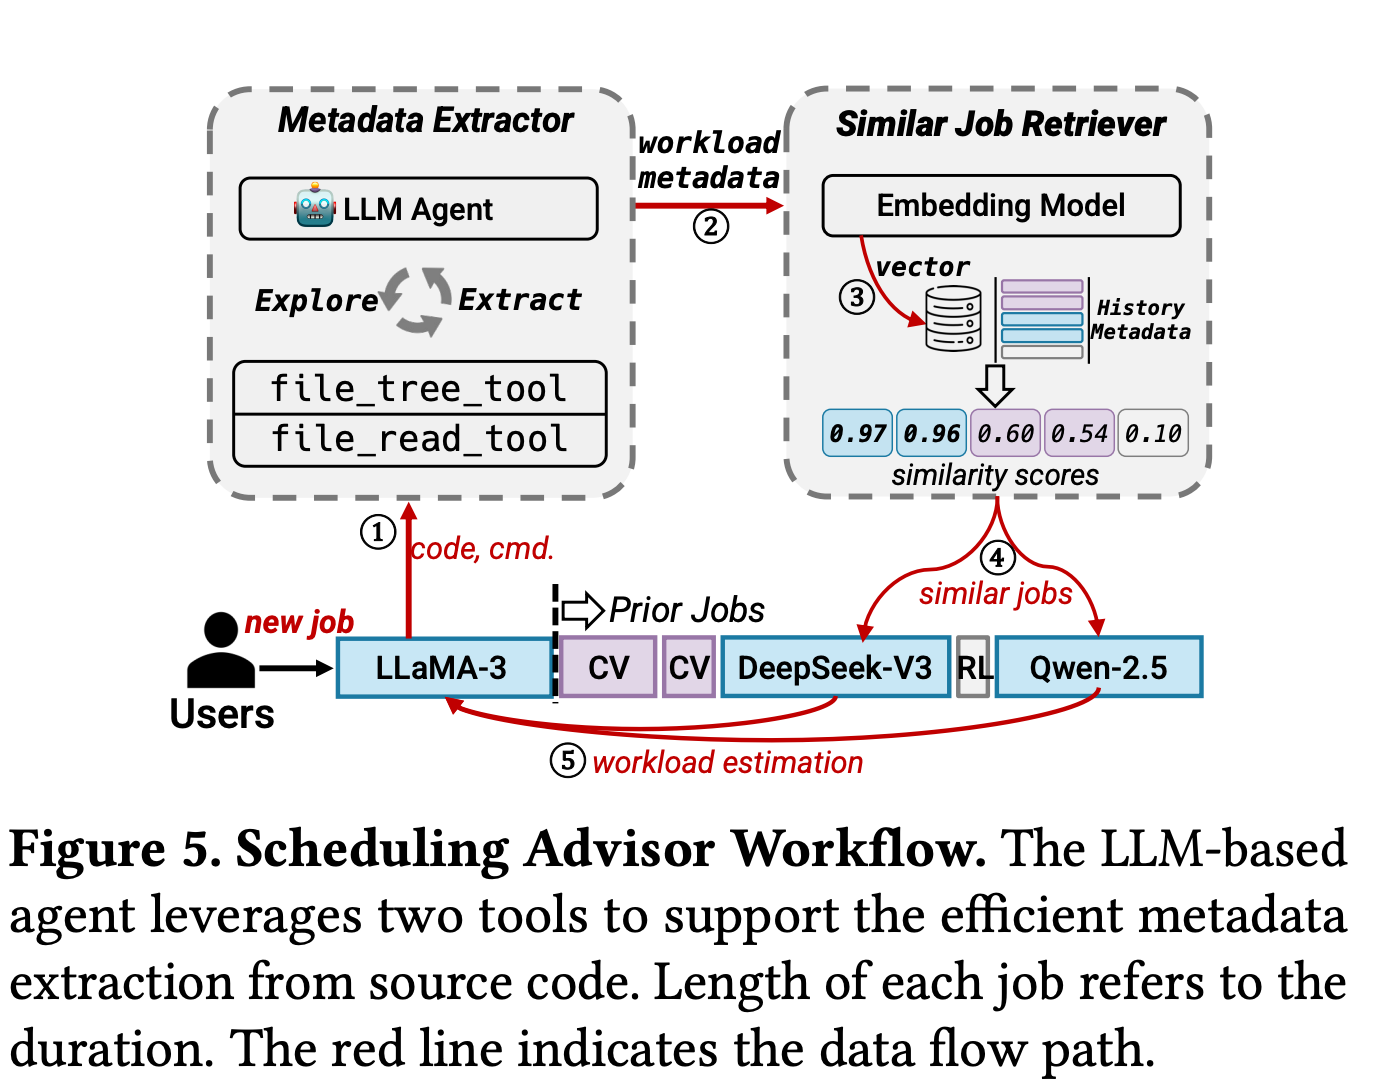 Metadata Extractor
LLM Agent
Explore
Extract
file_tree_tool
file_read_tool
workload
metadata
②
Similar Job Retriever
Embedding Model
vector
③
History
Metadata
0.97 0.96 0.60 0.54 0.10
similarity scores
①
code, cmd.
④
similar jobs
new job
Prior Jobs
Users
LLaMA-3
CV
CV
DeepSeek-V3
RL
Qwen-2.5
⑤ workload estimation
Figure 5. Scheduling Advisor Workflow. The LLM-based
agent leverages two tools to support the efficient metadata
extraction from source code. Length of each job refers to the
duration. The red line indicates the data flow path.